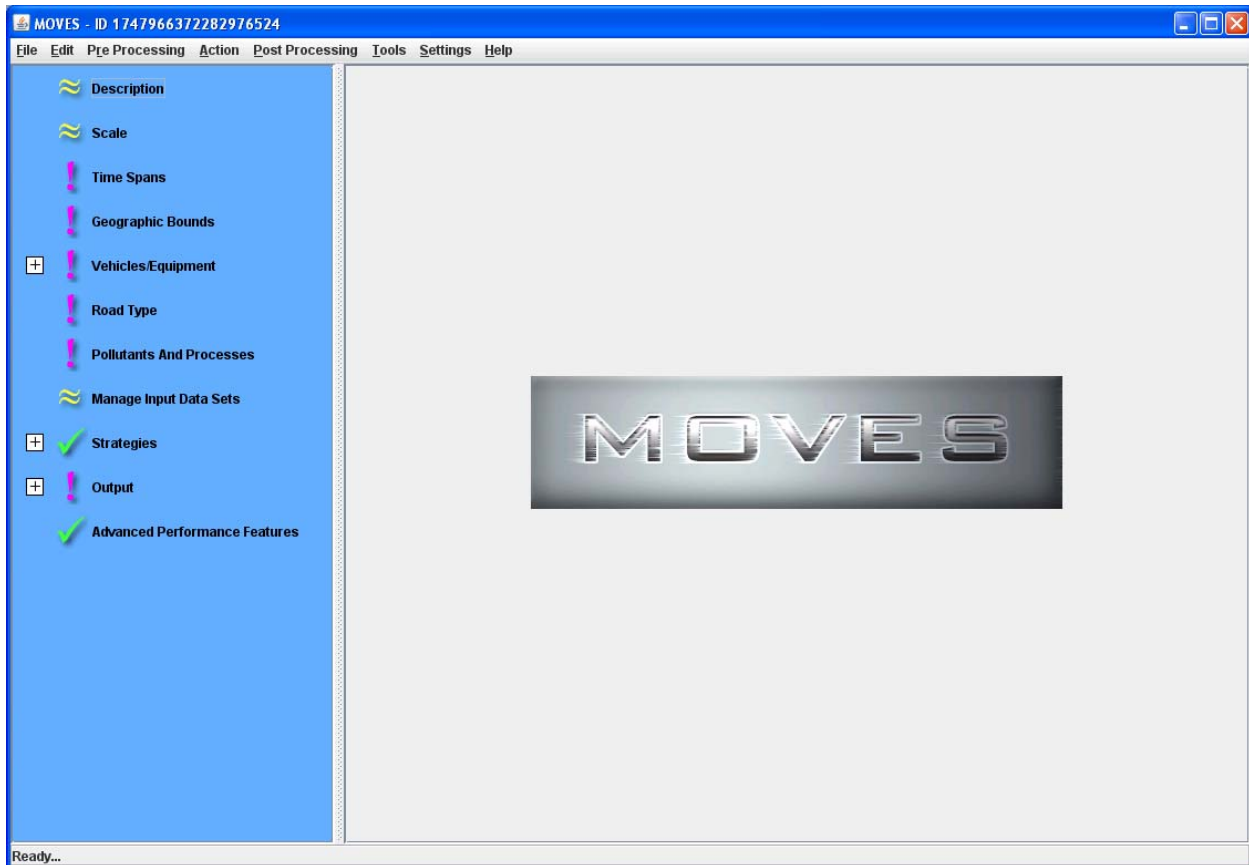 MOVES - ID 1747966372282976524
File Edit Pre Processing Action Post Processing Tools Settings Help
Description
Scale
Time Spans
Geographic Bounds
Vehicles/Equipment
Road Type
Pollutants And Processes
Manage Input Data Sets
Strategies
Output
Advanced Performance Features
MOVES
Ready...